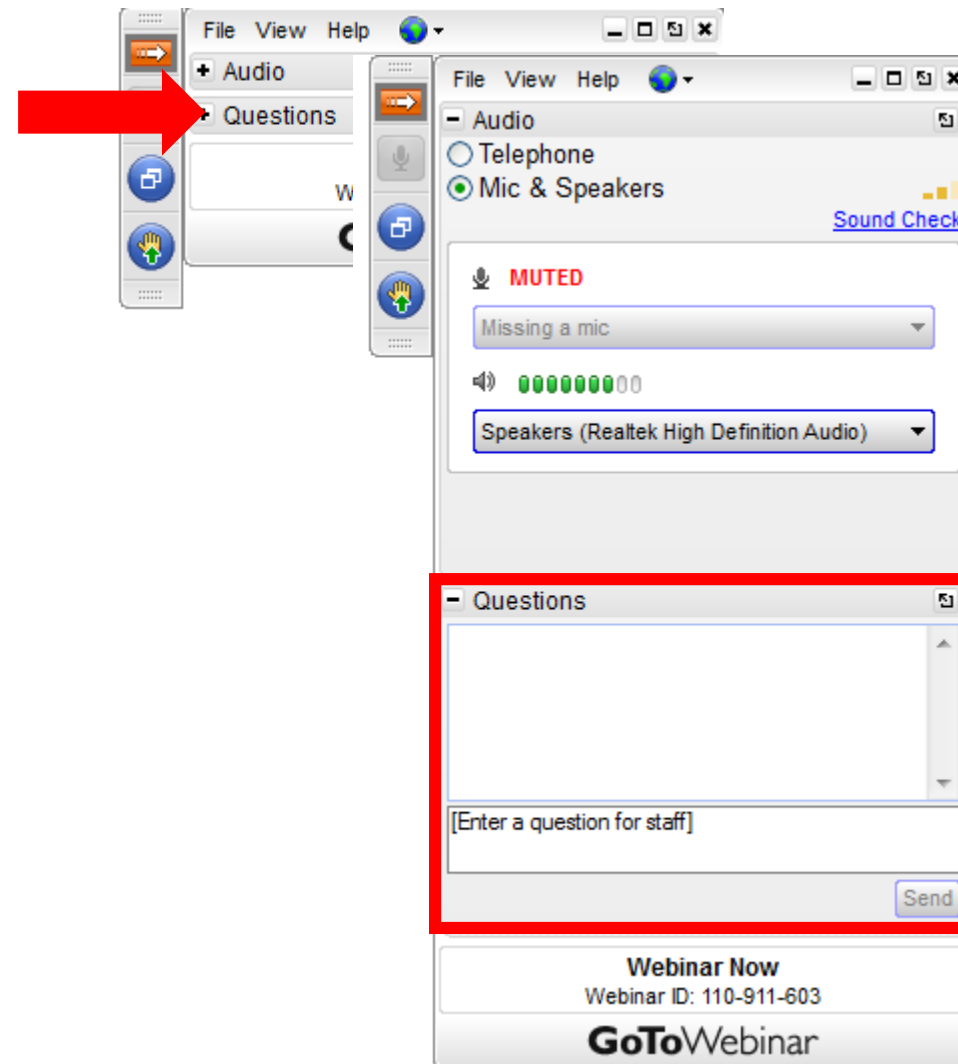 File View Help
+ Audio
+ Questions
W
File View Help
- Audio
Telephone
Mic & Speakers
Sound Check
MUTED
Missing a mic
Speakers (Realtek High Definition Audio)
- Questions
[Enter a question for staff]
Send
Webinar Now
Webinar ID: 110-911-603
GoToWebinar